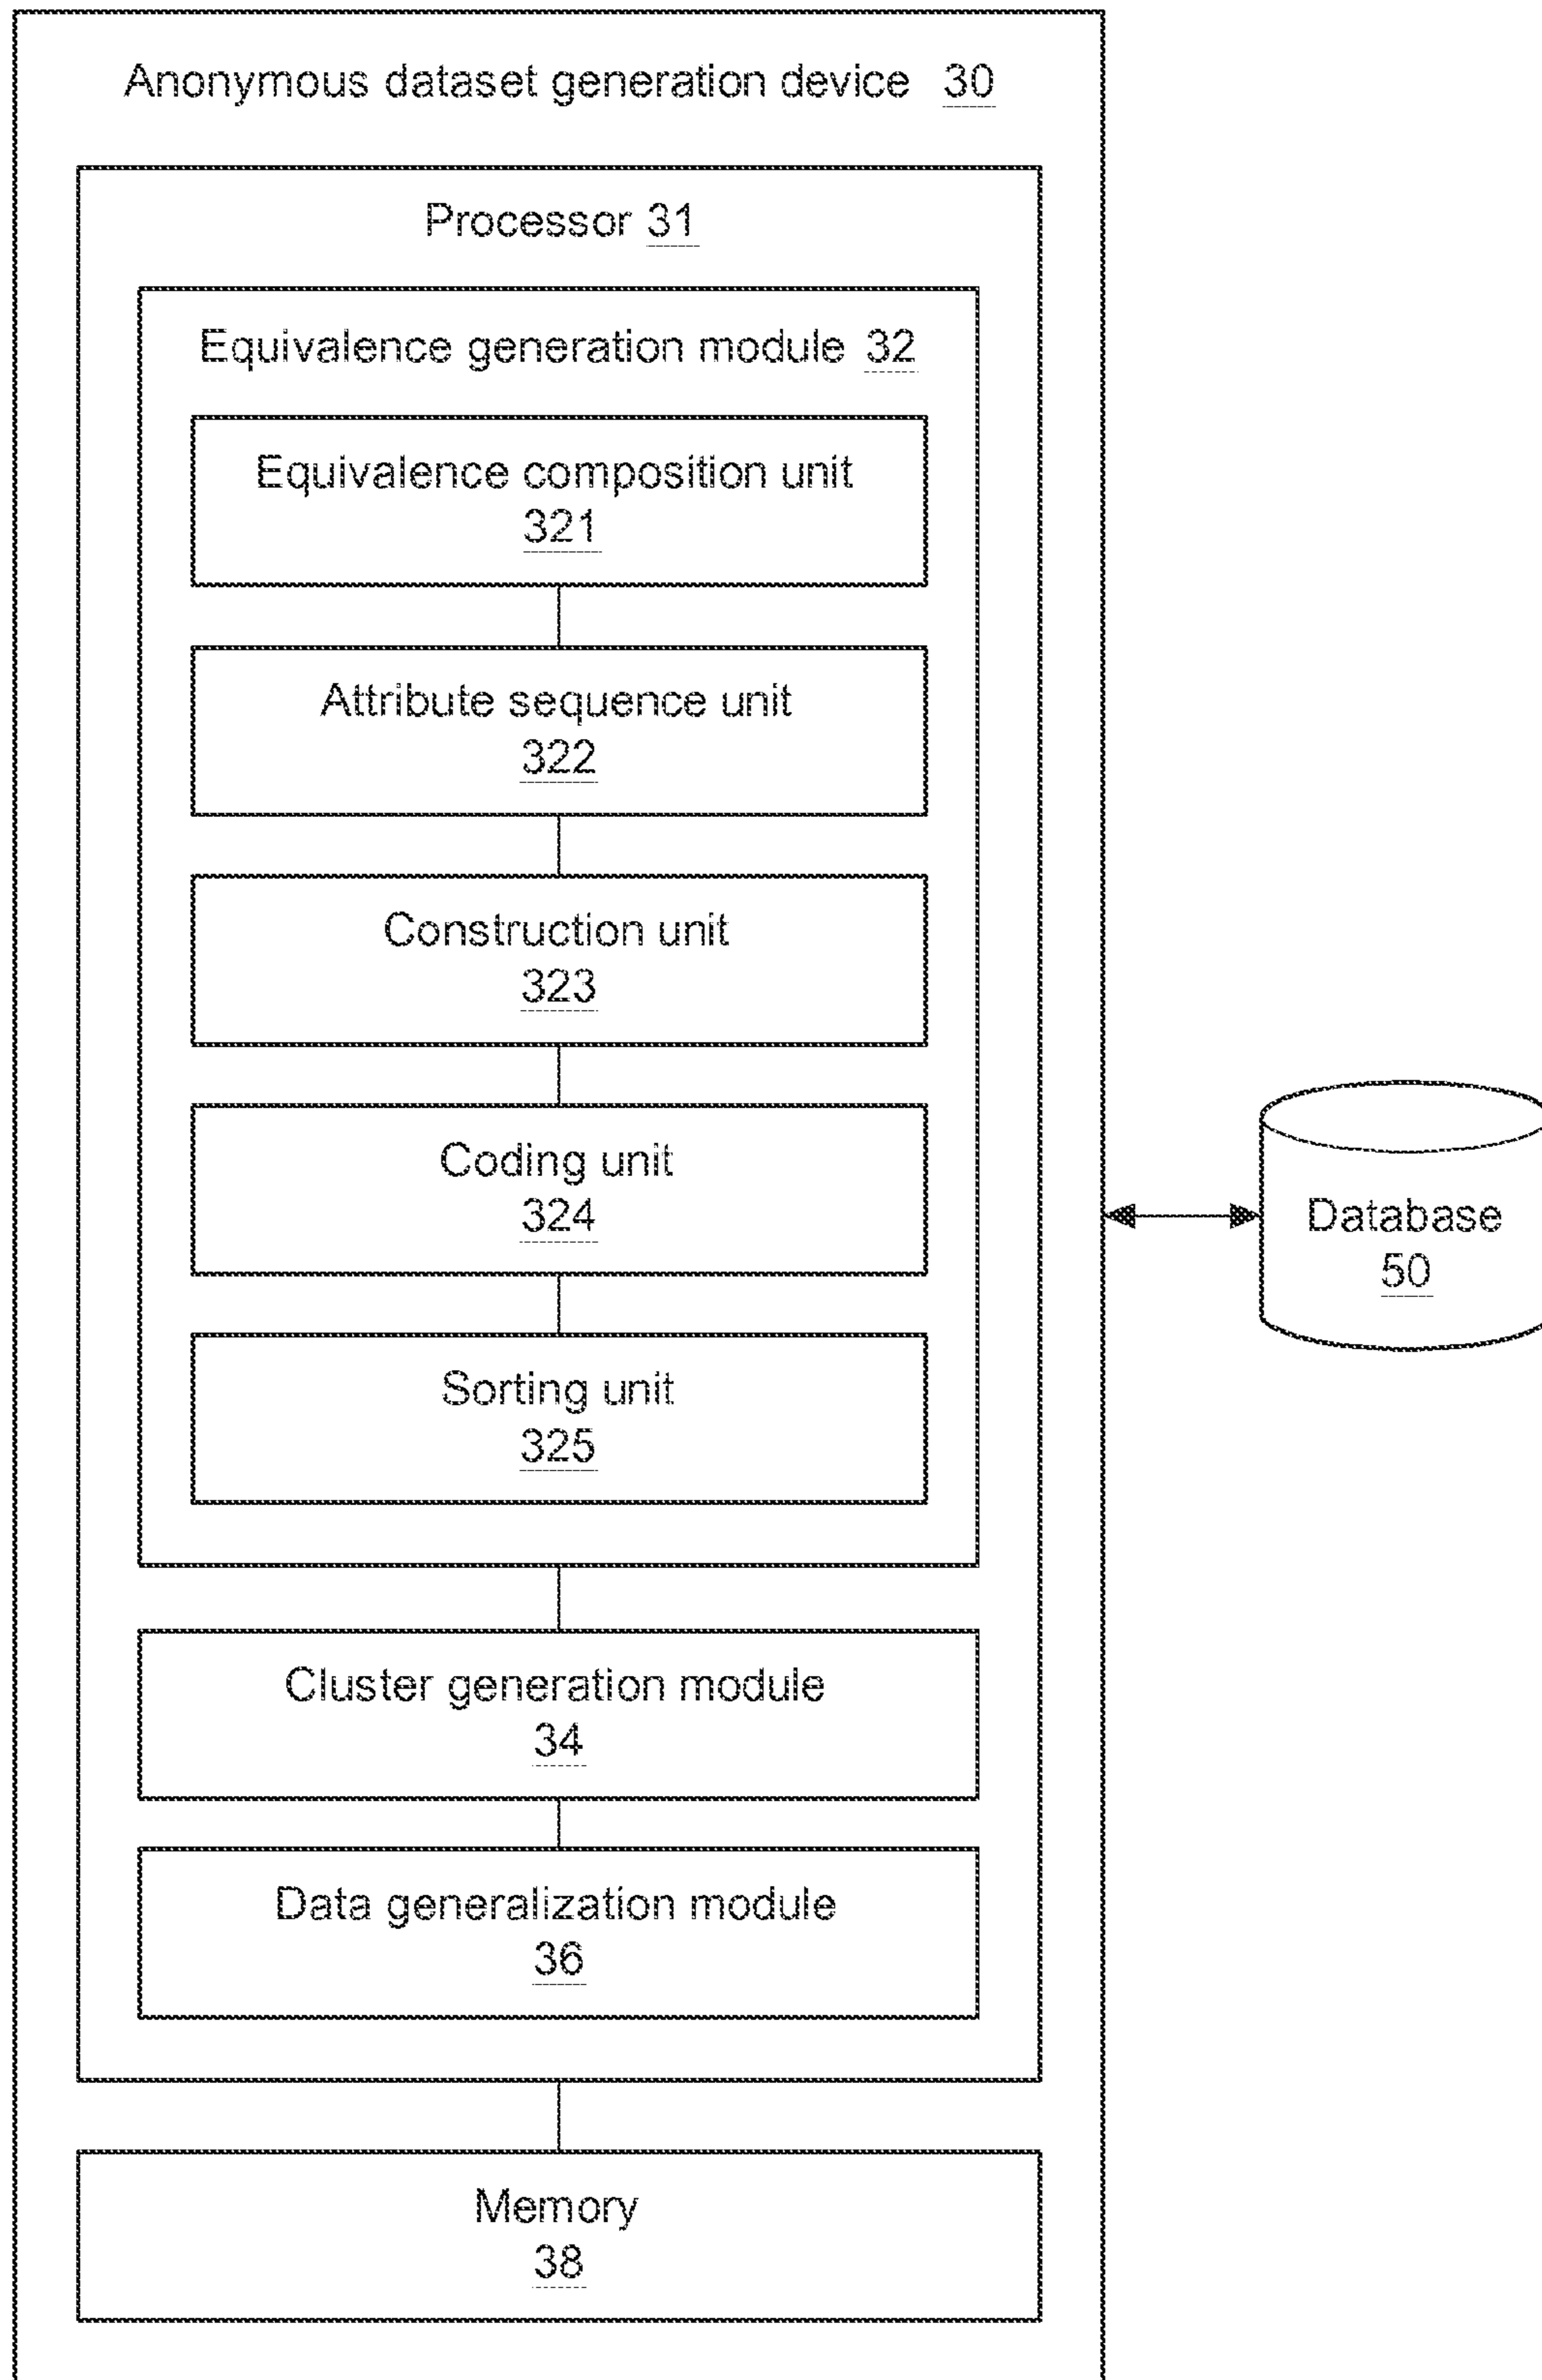 Anonymous dataset generation device 30
Processor 31
Equivalence generation module 32
Equivalence composition unit
321
Attribute sequence unit
322
Construction unit
323
Coding unit
324
Sorting unit
325
Cluster generation module
34
Data generalization module
36
Memory
38
Database
50